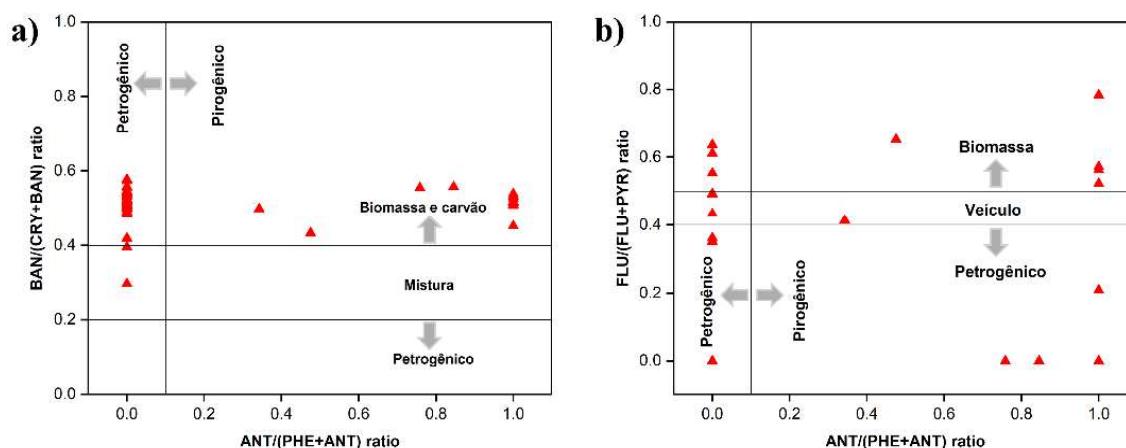 a)
1.0
0.8
0.6
0.4
0.2
0.0
BAN/(CRY+BAN) ratio
Petrogênico
Pirogênico
Biomassa e carvão
Mistura
Petrogênico
0.0 0.2 0.4 0.6 0.8 1.0
ANT/(PHE+ANT) ratio
b)
1.0
0.8
0.6
0.4
0.2
0.0
FLU/(FLU+PYR) ratio
Biomassa
Veículo
Petrogênico
Petrogênico
Pirogênico
0.0 0.2 0.4 0.6 0.8 1.0
ANT/(PHE+ANT) ratio